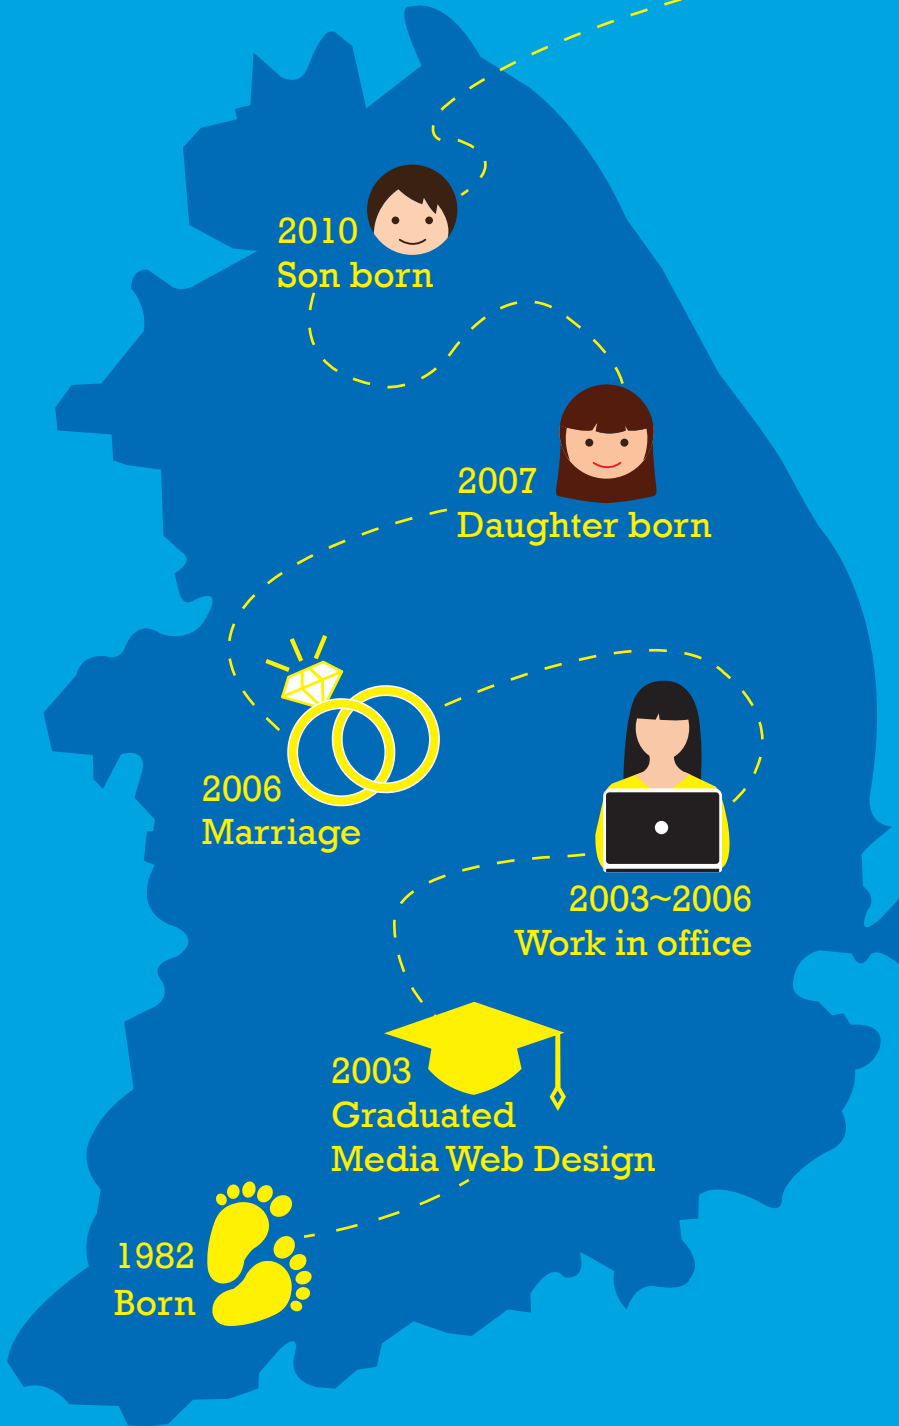 2010
Son born
2007
Daughter born
2006
Marriage
2003~2006
Work in office
2003
Graduated
Media Web Design
1982
Born